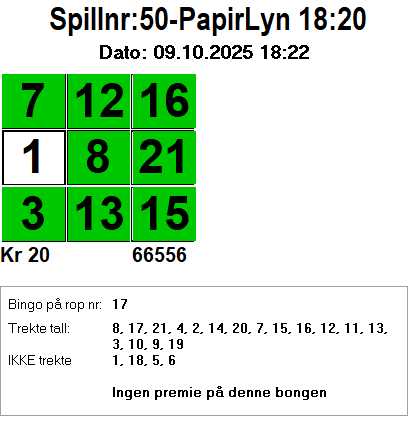 Spillnr:50-PapirLyn 18:20
Dato: 09.10.2025 18:22
7 12 16
1 8 21
3 13 15
Kr 20 66556
Bingo på rop nr: 17
Trekte tall: 8, 17, 21, 4, 2, 14, 20, 7, 15, 16, 12, 11, 13,
3, 10, 9, 19
IKKE trekte 1, 18, 5, 6
Ingen premie på denne bongen